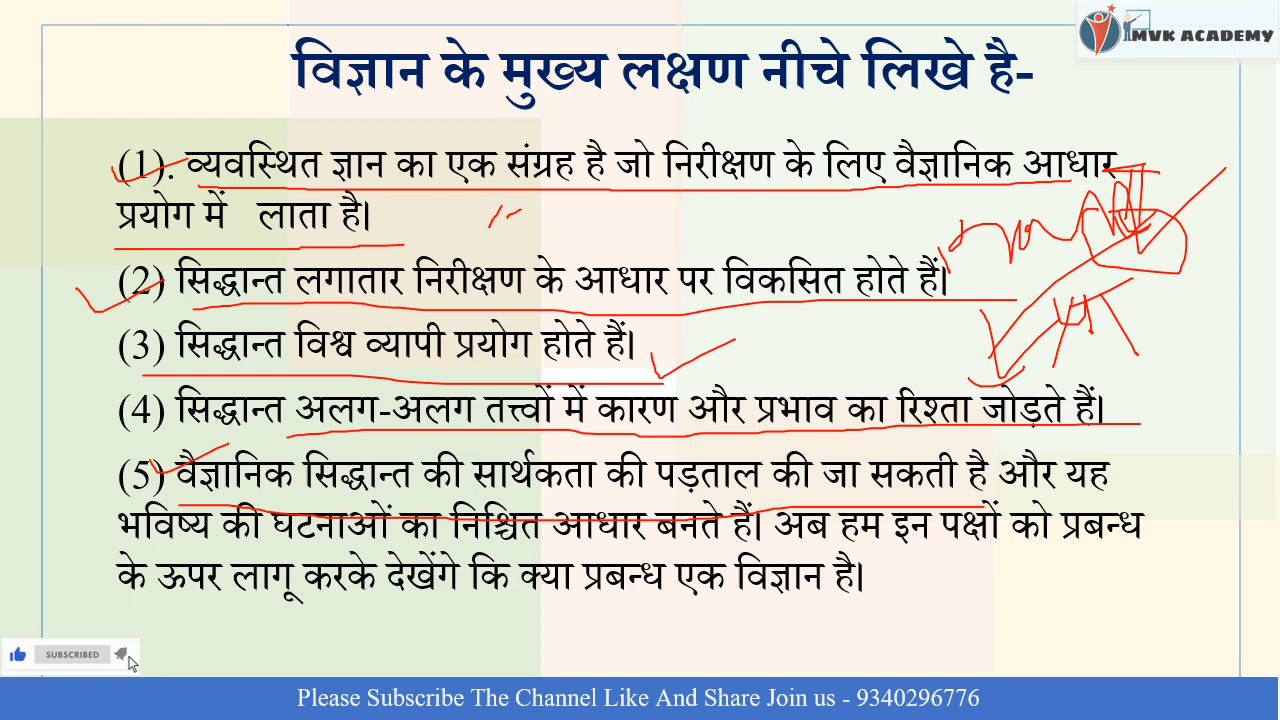 MVK ACADEMY
विज्ञान के मुख्य लक्षण नीचे लिखे है-
(1). व्यवस्थित ज्ञान का एक संग्रह है जो निरीक्षण के लिए वैज्ञानिक आधार
प्रयोग में लाता है।
(2) सिद्धान्त लगातार निरीक्षण के आधार पर विकसित होते हैं।
(3) सिद्धान्त विश्व व्यापी प्रयोग होते हैं।
(4) सिद्धान्त अलग-अलग तत्त्वों में कारण और प्रभाव का रिश्ता जोड़ते हैं।
(5) वैज्ञानिक सिद्धान्त की सार्थकता की पड़ताल की जा सकती है और यह
भविष्य की घटनाओं का निश्चित आधार बनते हैं। अब हम इन पक्षों को प्रबन्ध
के ऊपर लागू करके देखेंगे कि क्या प्रबन्ध एक विज्ञान है।
SUBSCRIBED
Please Subscribe The Channel Like And Share Join us - 9340296776